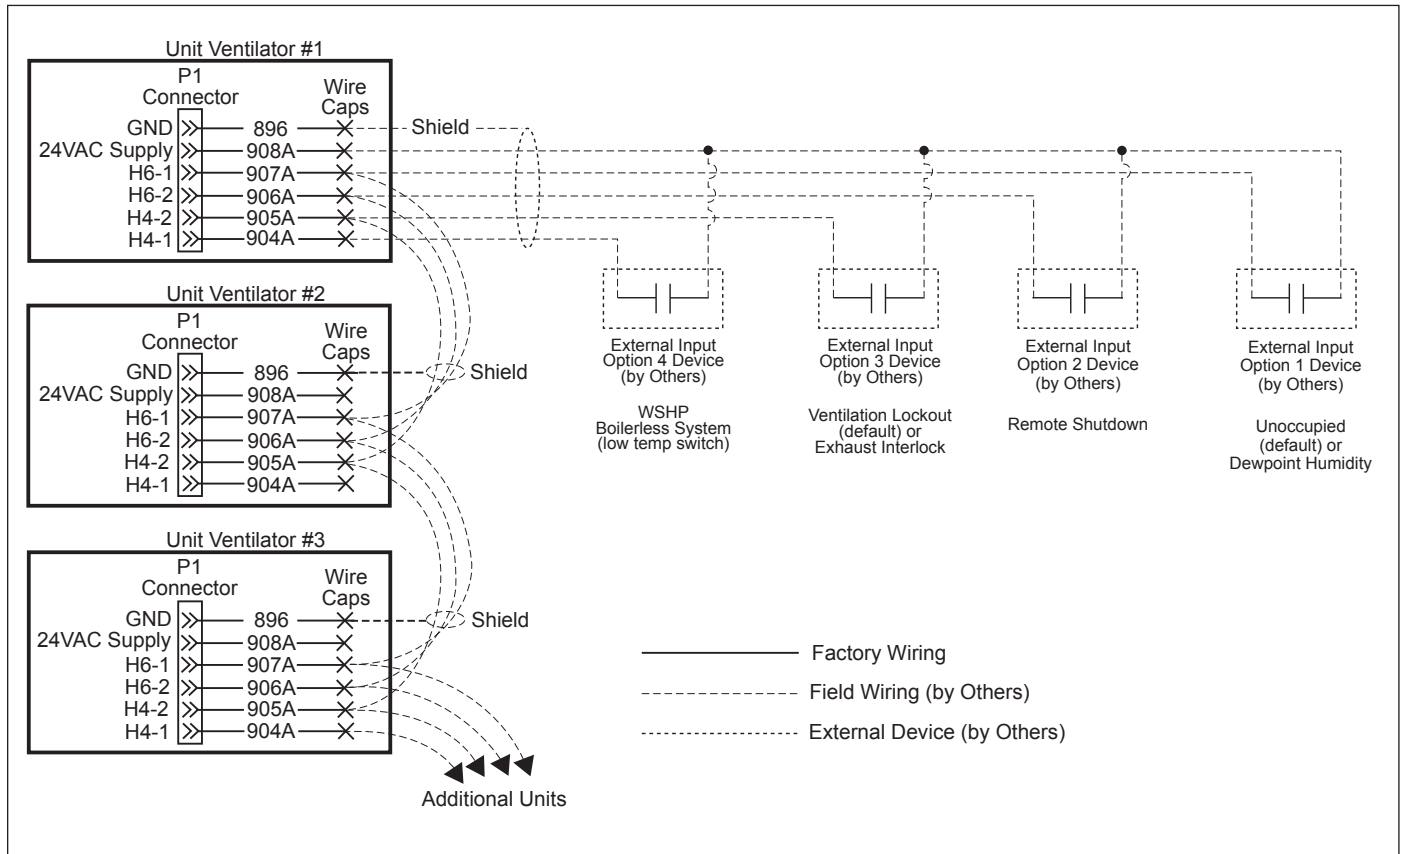 Unit Ventilator #1
P1
Connector
Wire
Caps
GND 896 Shield
24VAC Supply 908A
H6-1 907A
H6-2 906A
H4-2 905A
H4-1 904A
External Input
Option 4 Device
(by Others)
WSHP
Boilerless System
(low temp switch)
External Input
Option 3 Device
(by Others)
Ventilation Lockout
(default) or
Exhaust Interlock
External Input
Option 2 Device
(by Others)
Remote Shutdown
External Input
Option 1 Device
(by Others)
Unoccupied
(default) or
Dewpoint Humidity
Unit Ventilator #2
P1
Connector
Wire
Caps
GND 896 Shield
24VAC Supply 908A
H6-1 907A
H6-2 906A
H4-2 905A
H4-1 904A
Unit Ventilator #3
P1
Connector
Wire
Caps
GND 896 Shield
24VAC Supply 908A
H6-1 907A
H6-2 906A
H4-2 905A
H4-1 904A
Additional Units
Factory Wiring
Field Wiring (by Others)
External Device (by Others)